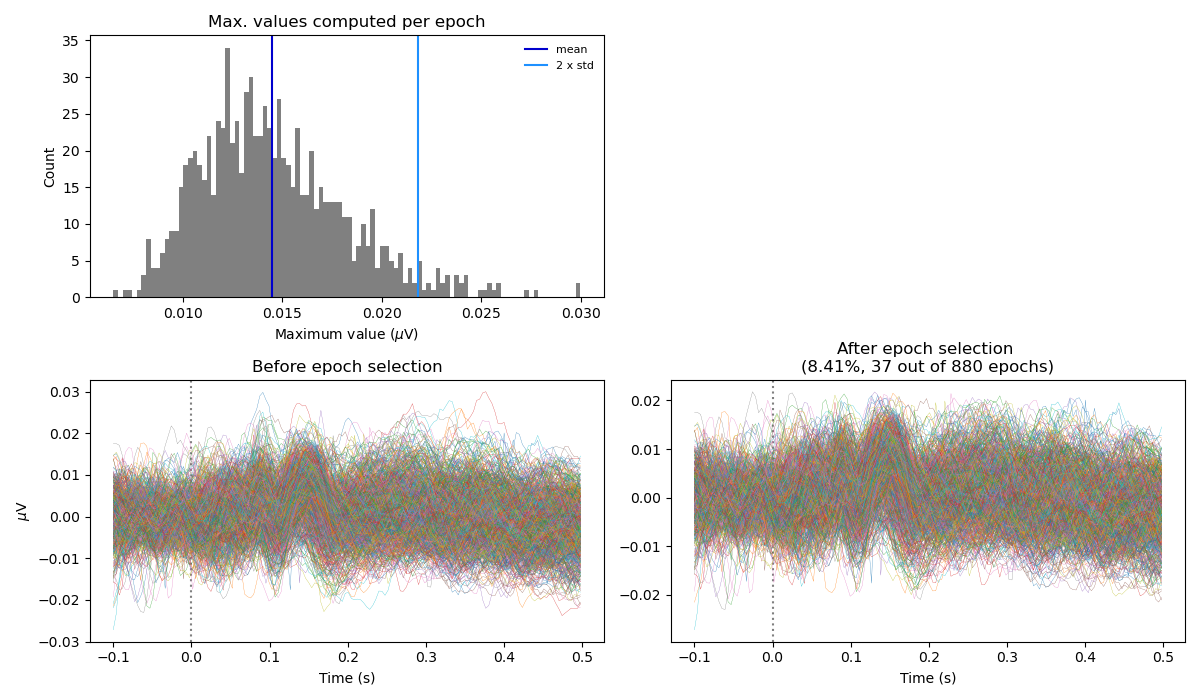 Max. values computed per epoch
35
30
25
20
15
10
5
0
Count
mean
2 x std
0.010 0.015 0.020 0.025 0.030
Maximum value (μV)
Before epoch selection
0.03
0.02
0.01
0.00
−0.01
−0.02
−0.03
μV
−0.1 0.0 0.1 0.2 0.3 0.4 0.5
Time (s)
After epoch selection
(8.41%, 37 out of 880 epochs)
0.02
0.01
0.00
−0.01
−0.02
−0.1 0.0 0.1 0.2 0.3 0.4 0.5
Time (s)